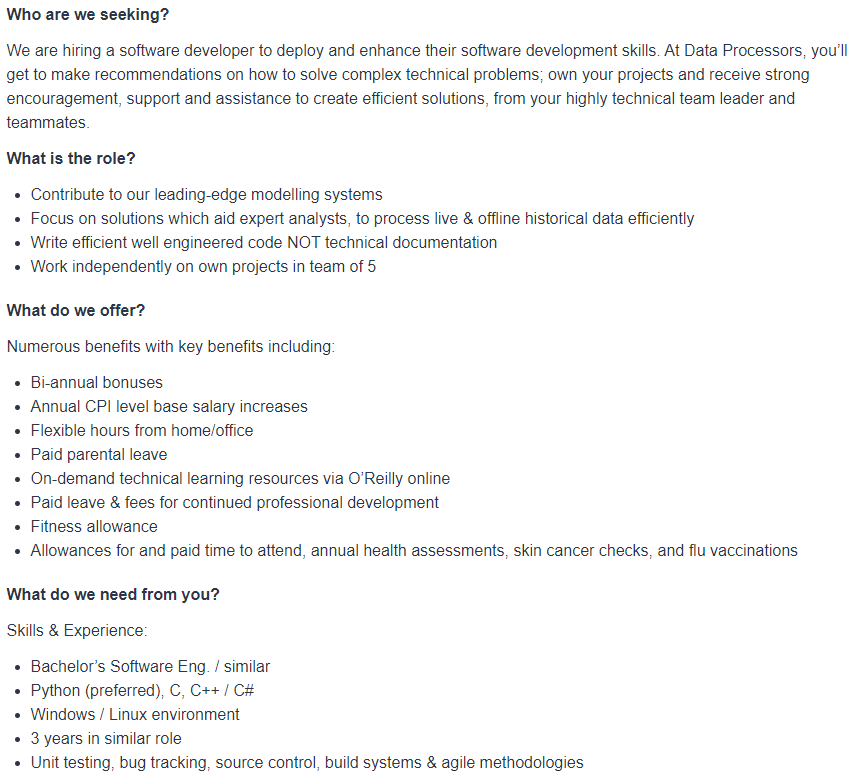 Who are we seeking?
We are hiring a software developer to deploy and enhance their software development skills. At Data Processors, you’ll
get to make recommendations on how to solve complex technical problems; own your projects and receive strong
encouragement, support and assistance to create efficient solutions, from your highly technical team leader and
teammates.
What is the role?
• Contribute to our leading-edge modelling systems
• Focus on solutions which aid expert analysts, to process live & offline historical data efficiently
• Write efficient well engineered code NOT technical documentation
• Work independently on own projects in team of 5
What do we offer?
Numerous benefits with key benefits including:
• Bi-annual bonuses
• Annual CPI level base salary increases
• Flexible hours from home/office
• Paid parental leave
• On-demand technical learning resources via O’Reilly online
• Paid leave & fees for continued professional development
• Fitness allowance
• Allowances for and paid time to attend, annual health assessments, skin cancer checks, and flu vaccinations
What do we need from you?
Skills & Experience:
• Bachelor’s Software Eng. / similar
• Python (preferred), C, C++ / C#
• Windows / Linux environment
• 3 years in similar role
• Unit testing, bug tracking, source control, build systems & agile methodologies